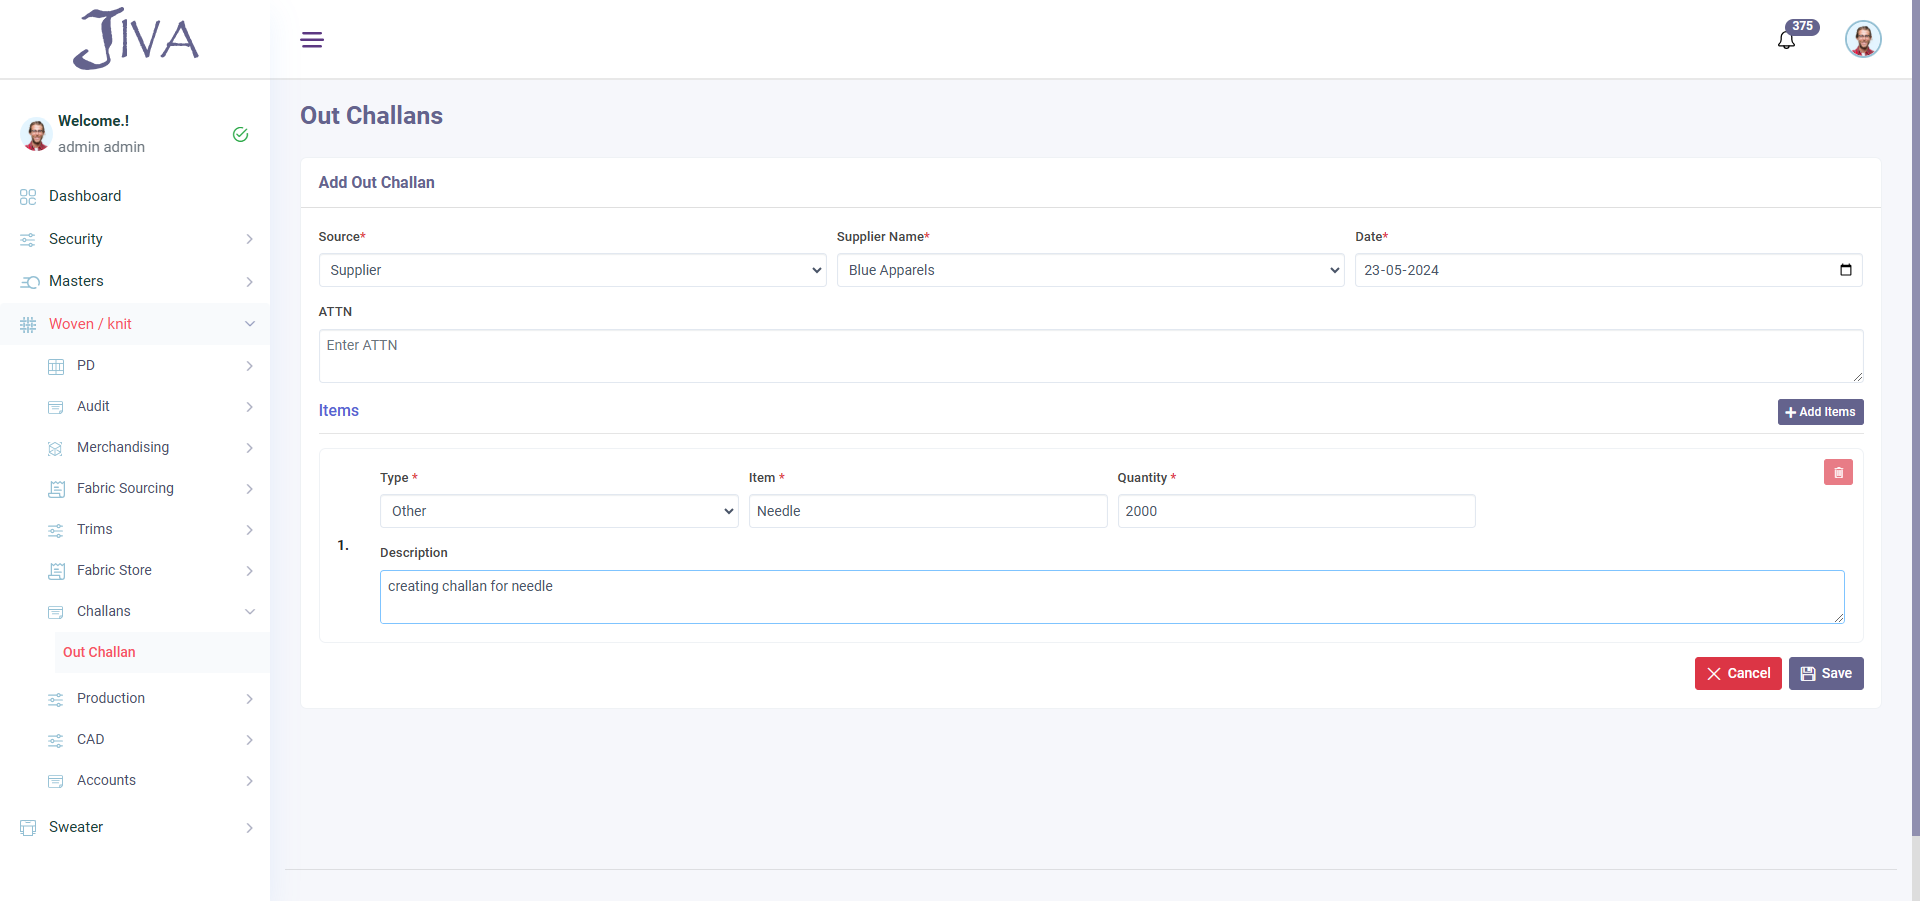 JIVA
375
Welcome.!
admin admin
Dashboard
Security
Masters
Woven / knit
PD
Audit
Merchandising
Fabric Sourcing
Trims
Fabric Store
Challans
Out Challan
Production
CAD
Accounts
Sweater
Out Challans
Add Out Challan
Source* Supplier Name* Date*
Supplier Blue Apparels 23-05-2024
ATTN
Enter ATTN
Items
Add Items
Type * Item * Quantity *
Other Needle 2000
1.
Description
creating challan for needle
Cancel Save